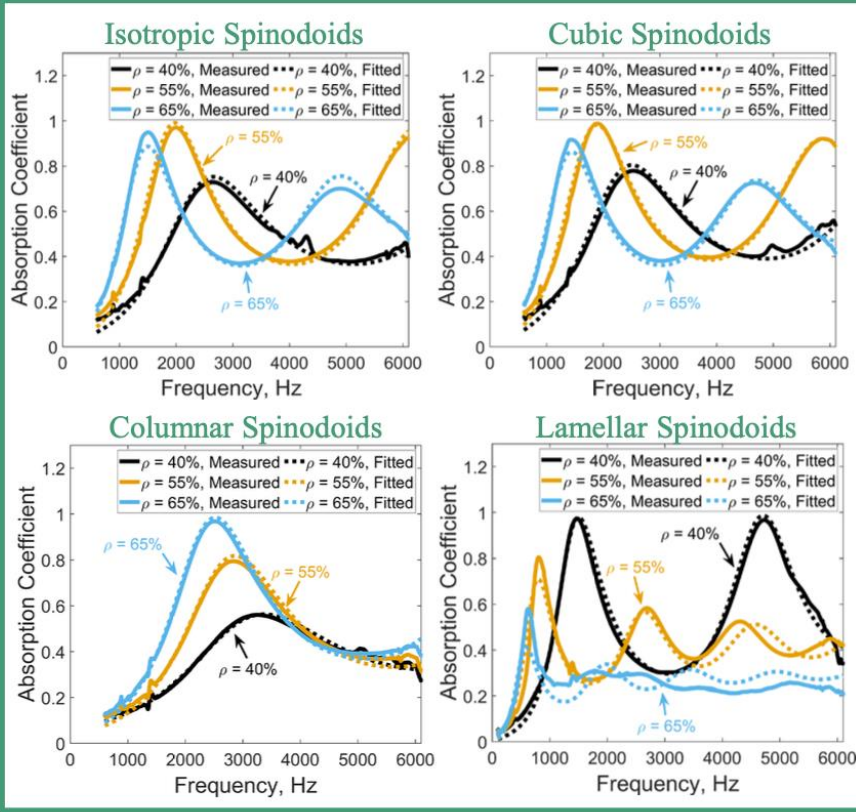 Isotropic Spinodoids
1.2
1
0.8
0.6
0.4
0.2
0
Absorption Coefficient
ρ = 40%, Measured ρ = 40%, Fitted
ρ = 55%, Measured ρ = 55%, Fitted
ρ = 65%, Measured ρ = 65%, Fitted
ρ = 55%
ρ = 40%
ρ = 65%
0 1000 2000 3000 4000 5000 6000
Frequency, Hz
Cubic Spinodoids
1.2
1
0.8
0.6
0.4
0.2
0
Absorption Coefficient
ρ = 40%, Measured ρ = 40%, Fitted
ρ = 55%, Measured ρ = 55%, Fitted
ρ = 65%, Measured ρ = 65%, Fitted
ρ = 55%
ρ = 40%
ρ = 65%
0 1000 2000 3000 4000 5000 6000
Frequency, Hz
Columnar Spinodoids
1.2
1
0.8
0.6
0.4
0.2
0
Absorption Coefficient
ρ = 40%, Measured ρ = 40%, Fitted
ρ = 55%, Measured ρ = 55%, Fitted
ρ = 65%, Measured ρ = 65%, Fitted
ρ = 65%
ρ = 55%
ρ = 40%
0 1000 2000 3000 4000 5000 6000
Frequency, Hz
Lamellar Spinodoids
1.2
1
0.8
0.6
0.4
0.2
0
Absorption Coefficient
ρ = 40%, Measured ρ = 40%, Fitted
ρ = 55%, Measured ρ = 55%, Fitted
ρ = 65%, Measured ρ = 65%, Fitted
ρ = 40%
ρ = 55%
ρ = 65%
0 1000 2000 3000 4000 5000 6000
Frequency, Hz